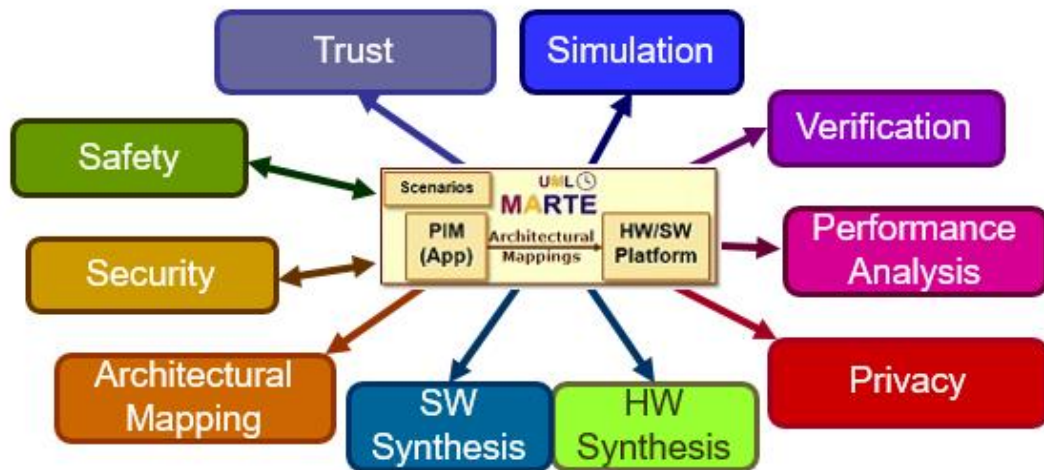 Trust
Simulation
Verification
Safety
Scenarios
UML
MARTE
PIM
(App)
Architectural
Mappings
HW/SW
Platform
Performance
Analysis
Security
Architectural
Mapping
SW
Synthesis
HW
Synthesis
Privacy